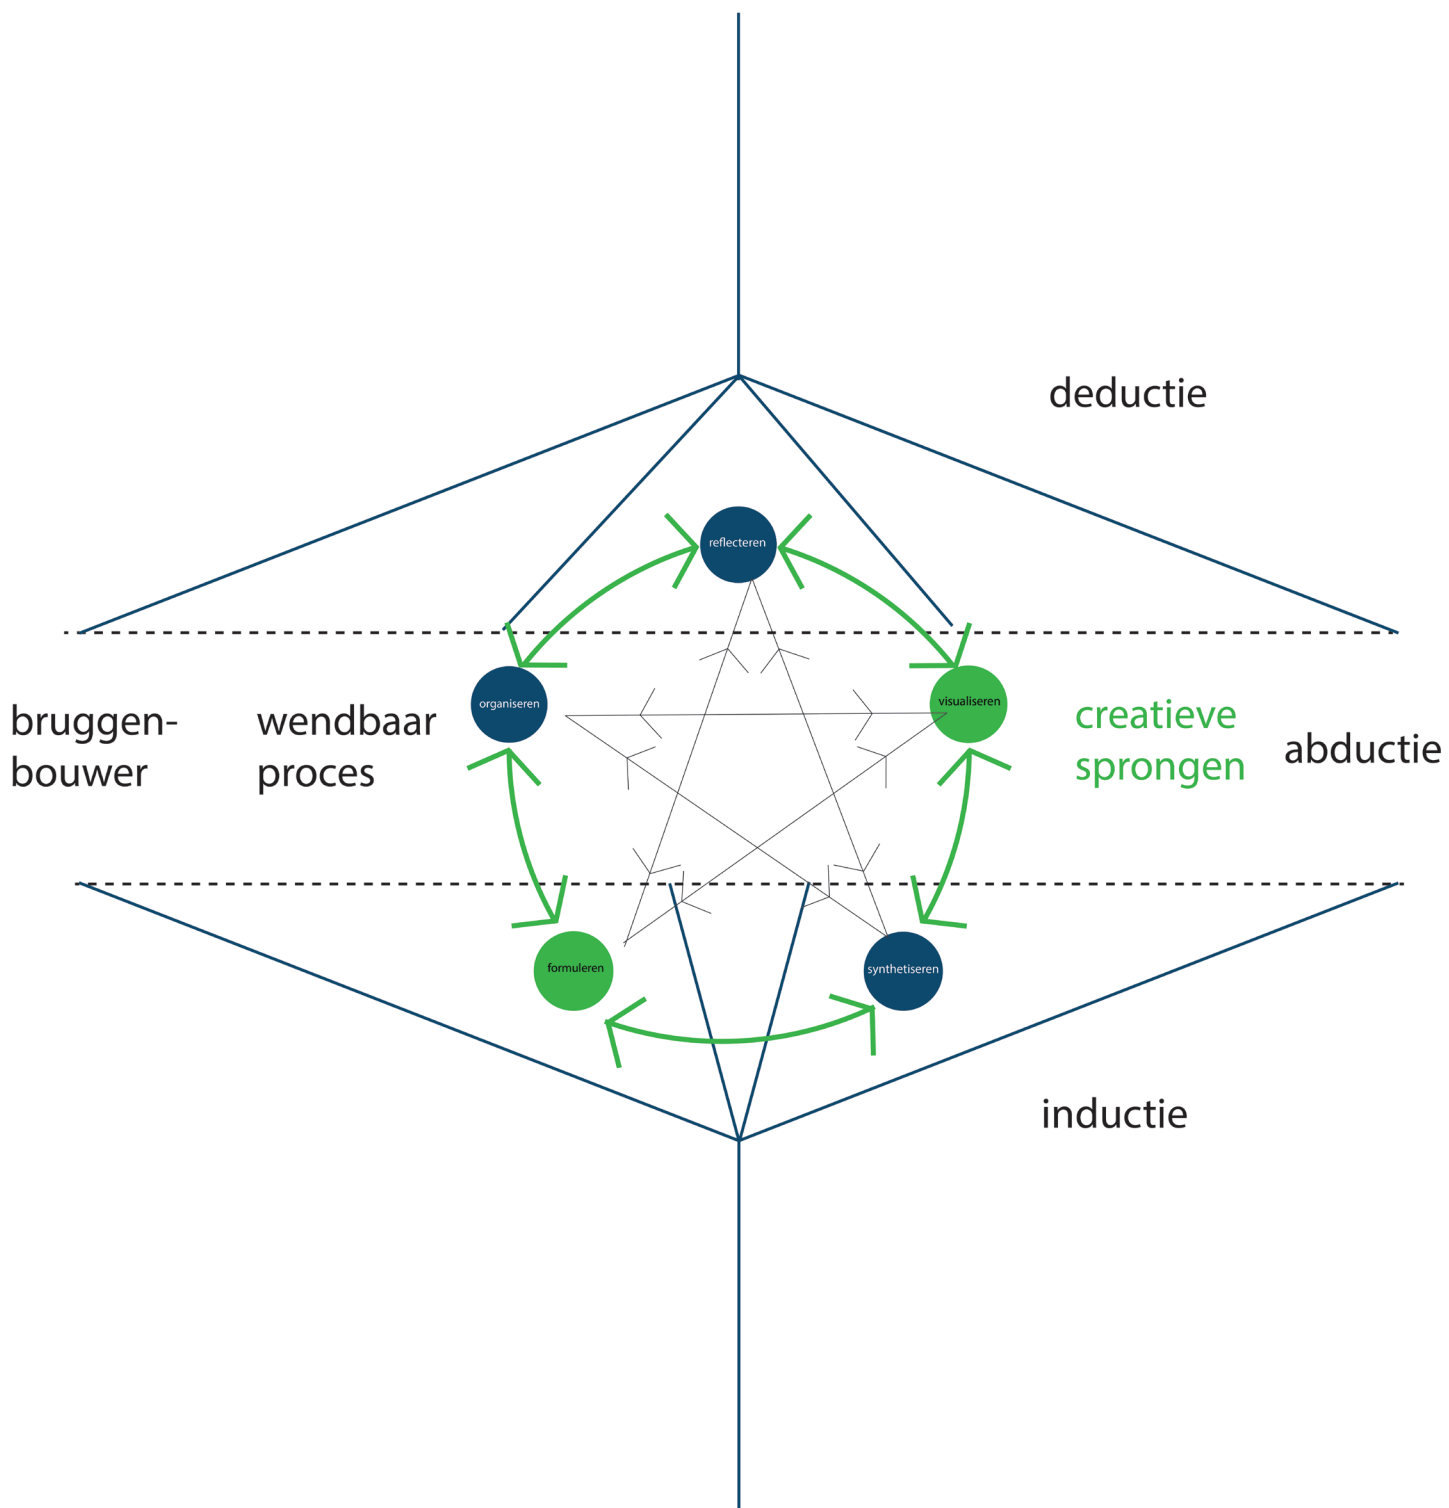 deductie
reflecteren
organiseren
visualiseren
bruggen-
bouwer
wendbaar
proces
creatieve
sprongen
abductie
formuleren
synthetiseren
inductie